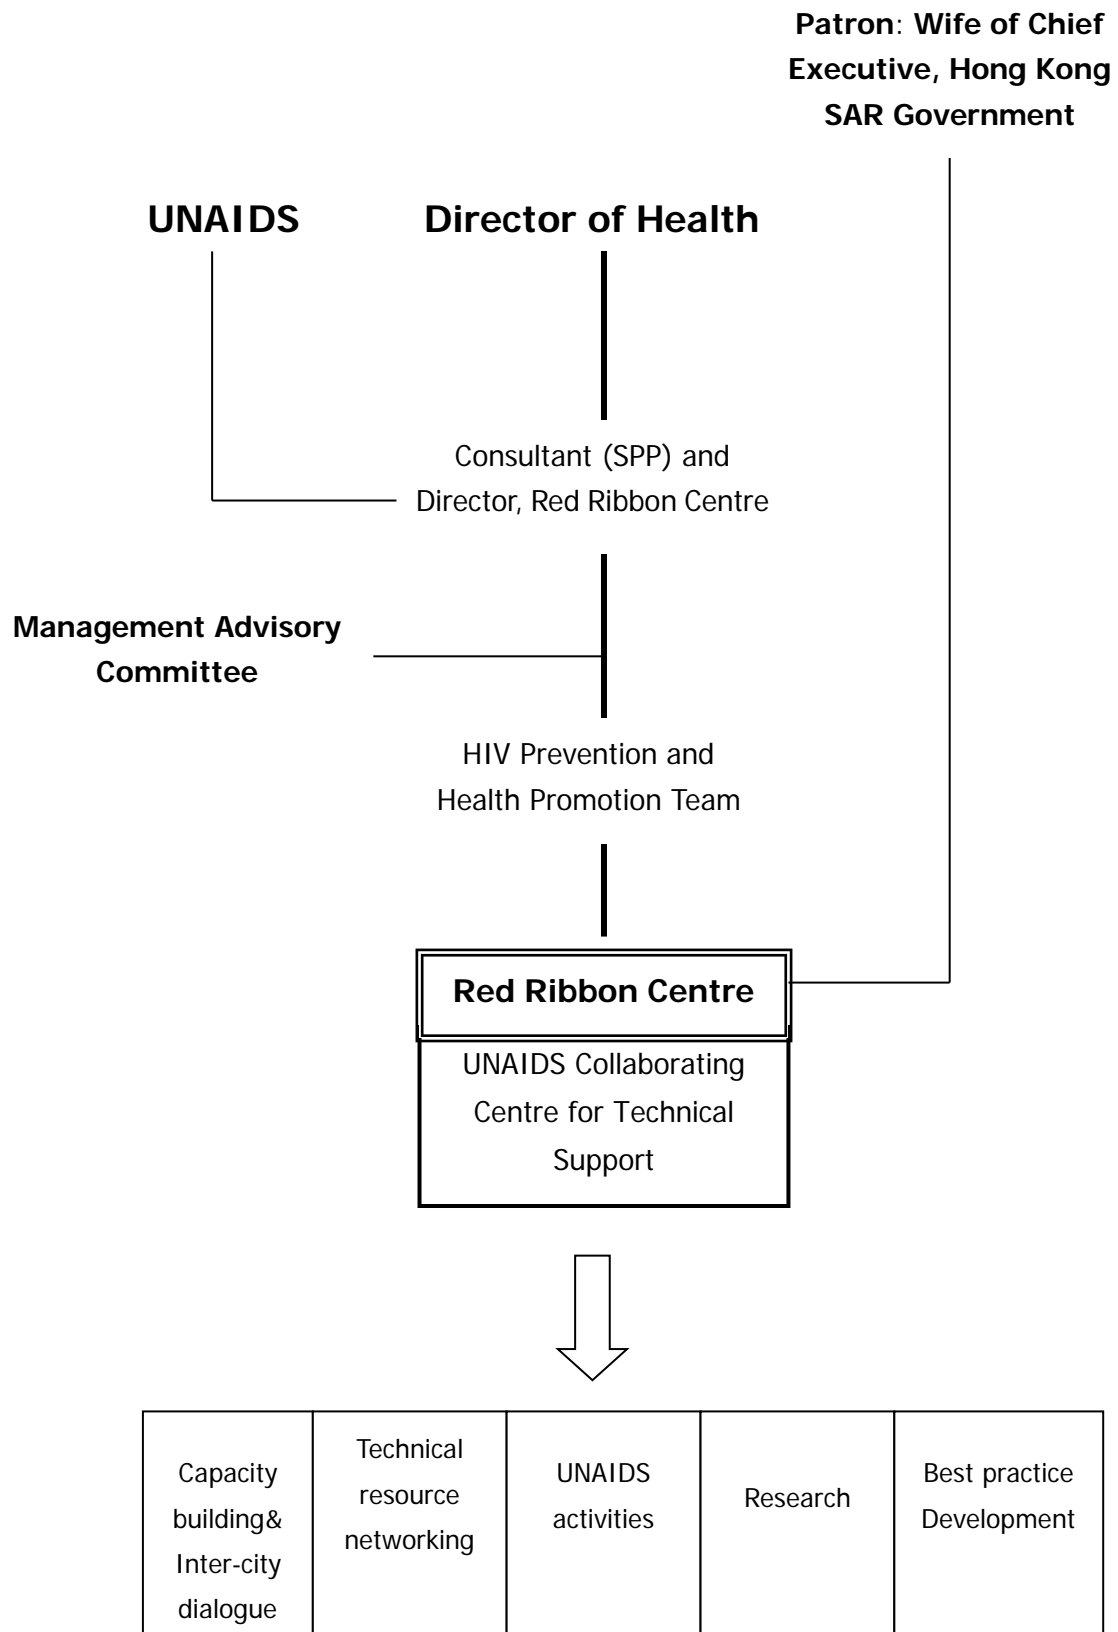 Patron: Wife of Chief
Executive, Hong Kong
SAR Government
UNAIDS
Director of Health
Consultant (SPP) and
Director, Red Ribbon Centre
Management Advisory
Committee
HIV Prevention and
Health Promotion Team
Red Ribbon Centre
UNAIDS Collaborating
Centre for Technical
Support
Capacity
building&
Inter-city
dialogue
Technical
resource
networking
UNAIDS
activities
Research
Best practice
Development